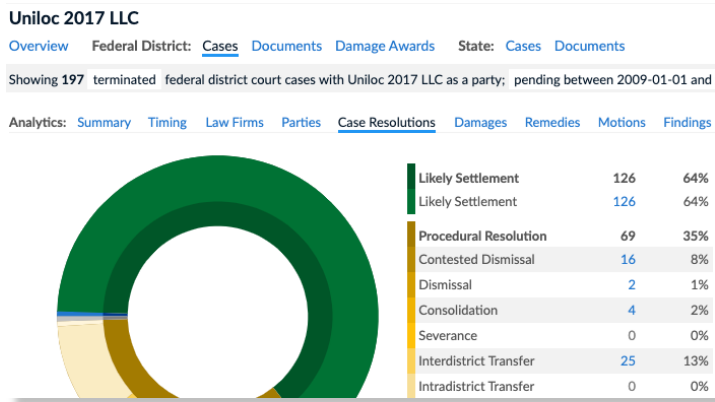 Uniloc 2017 LLC
Overview Federal District: Cases Documents Damage Awards State: Cases Documents
Showing 197 terminated federal district court cases with Uniloc 2017 LLC as a party; pending between 2009-01-01 and
Analytics: Summary Timing Law Firms Parties Case Resolutions Damages Remedies Motions Findings
Likely Settlement 126 64%
Likely Settlement 126 64%
Procedural Resolution 69 35%
Contested Dismissal 16 8%
Dismissal 2 1%
Consolidation 4 2%
Severance 0 0%
Interdistrict Transfer 25 13%
Intradistrict Transfer 0 0%